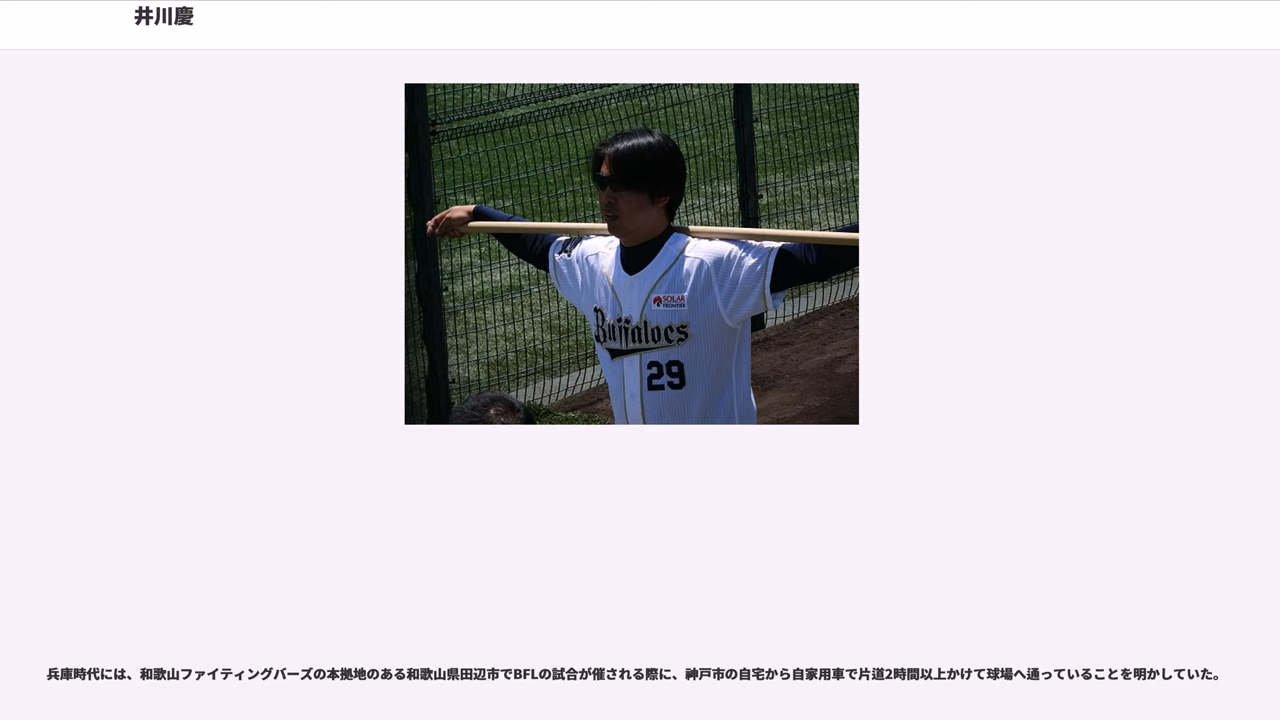 井川慶
SOLAR
FRONTIER
Buffaloes
29
兵庫時代には、和歌山ファイティングバーズの本拠地のある和歌山県田辺市でBFLの試合が催される際に、神戸市の自宅から自家用車で片道2時間以上かけて球場へ通っていることを明かしていた。